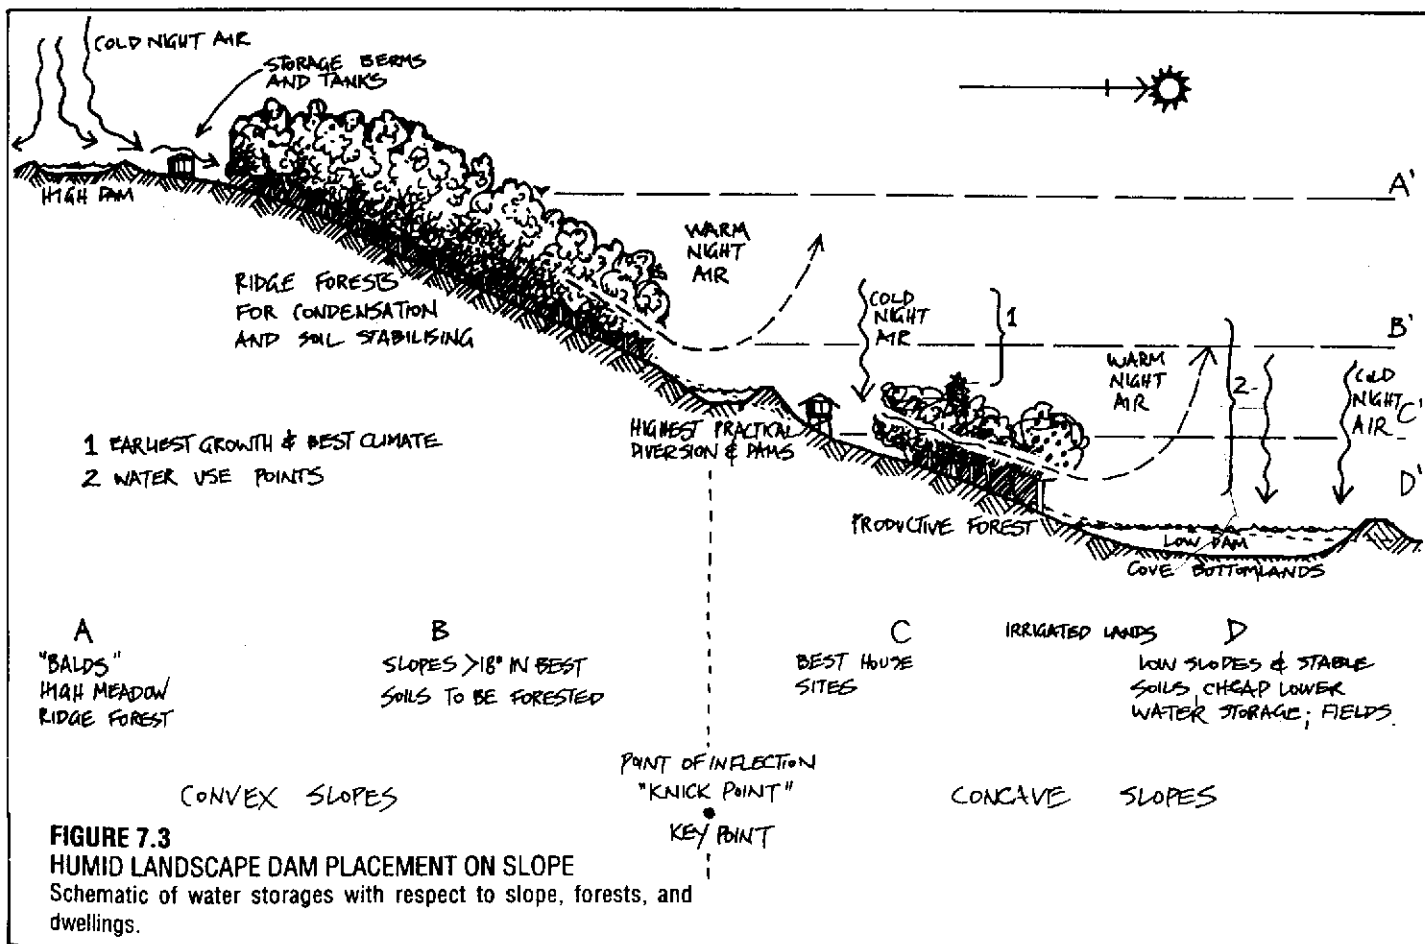 COLD NIGHT AIR
STORAGE BERMS
AND TANKS
HIGH DAM
A'
WARM
NIGHT
AIR
RIDGE FORESTS
FOR CONDENSATION
AND SOIL STABILISING
COLD
NIGHT
AIR
1
B'
WARM
NIGHT
AIR
2
COLD
NIGHT
AIR
C'
HIGHEST PRACTICAL
DIVERSION & DAMS
1 EARLIEST GROWTH & BEST CLIMATE
2 WATER USE POINTS
D'
PRODUCTIVE FOREST
LOW DAM
COVE BOTTOMLANDS
A
"BALDS"
HIGH MEADOW
RIDGE FOREST
B
SLOPES >18° IN BEST
SOILS TO BE FORESTED
C
BEST HOUSE
SITES
IRRIGATED LANDS
D
LOW SLOPES & STABLE
SOILS, CHEAP LOWER
WATER STORAGE; FIELDS.
POINT OF INFLECTION
"KNICK POINT"
KEY POINT
CONVEX SLOPES
CONCAVE SLOPES
FIGURE 7.3
HUMID LANDSCAPE DAM PLACEMENT ON SLOPE
Schematic of water storages with respect to slope, forests, and
dwellings.